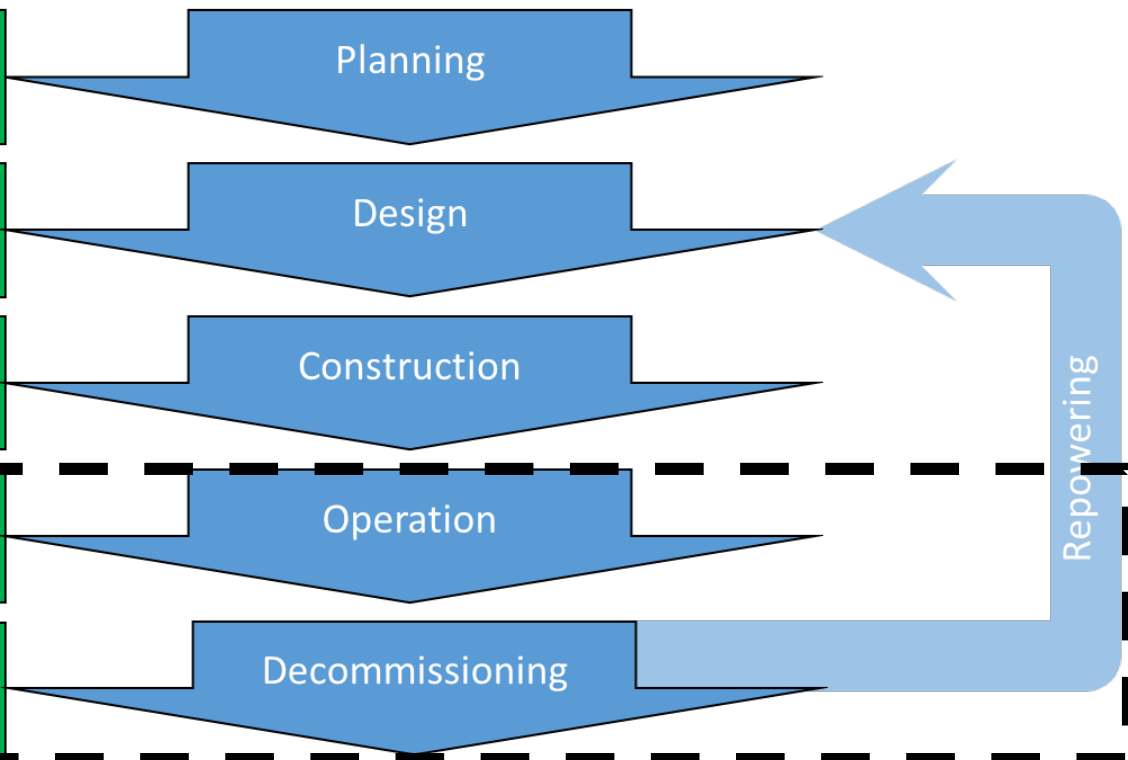 Planning
Design
Construction
Repowering
Operation
Decommissioning